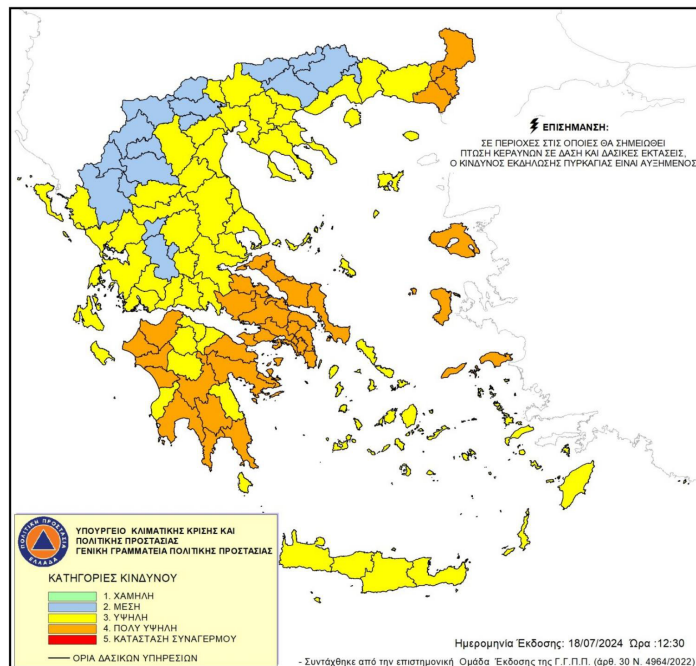 ΕΠΙΣΗΜΑΝΣΗ:
ΣΕ ΠΕΡΙΟΧΕΣ ΣΤΙΣ ΟΠΟΙΕΣ ΘΑ ΣΗΜΕΙΩΘΕΙ
ΠΤΩΣΗ ΚΕΡΑΥΝΩΝ ΣΕ ΔΑΣΗ ΚΑΙ ΔΑΣΙΚΕΣ ΕΚΤΑΣΕΙΣ,
Ο ΚΙΝΔΥΝΟΣ ΕΚΔΗΛΩΣΗΣ ΠΥΡΚΑΓΙΑΣ ΕΙΝΑΙ ΑΥΞΗΜΕΝΟΣ
ΠΟΛΙΤΙΚΗ ΠΡΟΣΤΑΣΙΑ
ΕΛΛΑΔΑ
ΥΠΟΥΡΓΕΙΟ ΚΛΙΜΑΤΙΚΗΣ ΚΡΙΣΗΣ ΚΑΙ
ΠΟΛΙΤΙΚΗΣ ΠΡΟΣΤΑΣΙΑΣ
ΓΕΝΙΚΗ ΓΡΑΜΜΑΤΕΙΑ ΠΟΛΙΤΙΚΗΣ ΠΡΟΣΤΑΣΙΑΣ
ΚΑΤΗΓΟΡΙΕΣ ΚΙΝΔΥΝΟΥ
1. ΧΑΜΗΛΗ
2. ΜΕΣΗ
3. ΥΨΗΛΗ
4. ΠΟΛΥ ΥΨΗΛΗ
5. ΚΑΤΑΣΤΑΣΗ ΣΥΝΑΓΕΡΜΟΥ
ΟΡΙΑ ΔΑΣΙΚΩΝ ΥΠΗΡΕΣΙΩΝ
Ημερομηνία Έκδοσης: 18/07/2024 Ώρα :12:30
- Συντάχθηκε από την επιστημονική Ομάδα Έκδοσης της Γ.Γ.Π.Π. (άρθ. 30 Ν. 4964/2022)